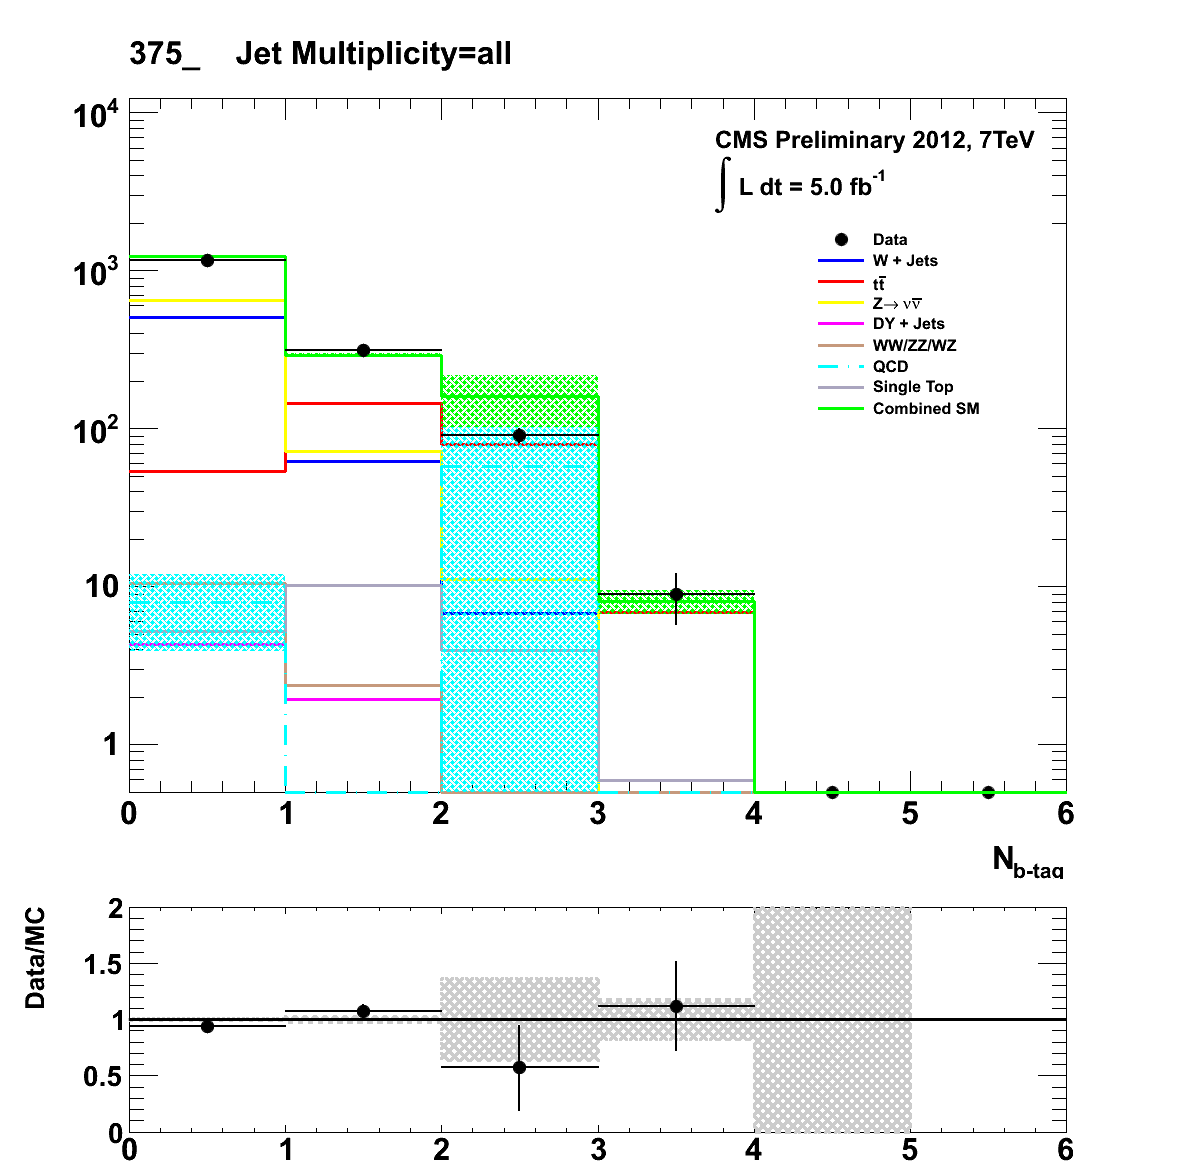 375_ Jet Multiplicity=all
10⁴
CMS Preliminary 2012, 7TeV
∫ L dt = 5.0 fb⁻¹
Data
W + Jets
tt̅
Z→ νν̅
DY + Jets
WW/ZZ/WZ
QCD
Single Top
Combined SM
10³
10²
10
1
0 1 2 3 4 5 6
N_b-tag
Data/MC
2
1.5
1
0.5
0
0 1 2 3 4 5 6